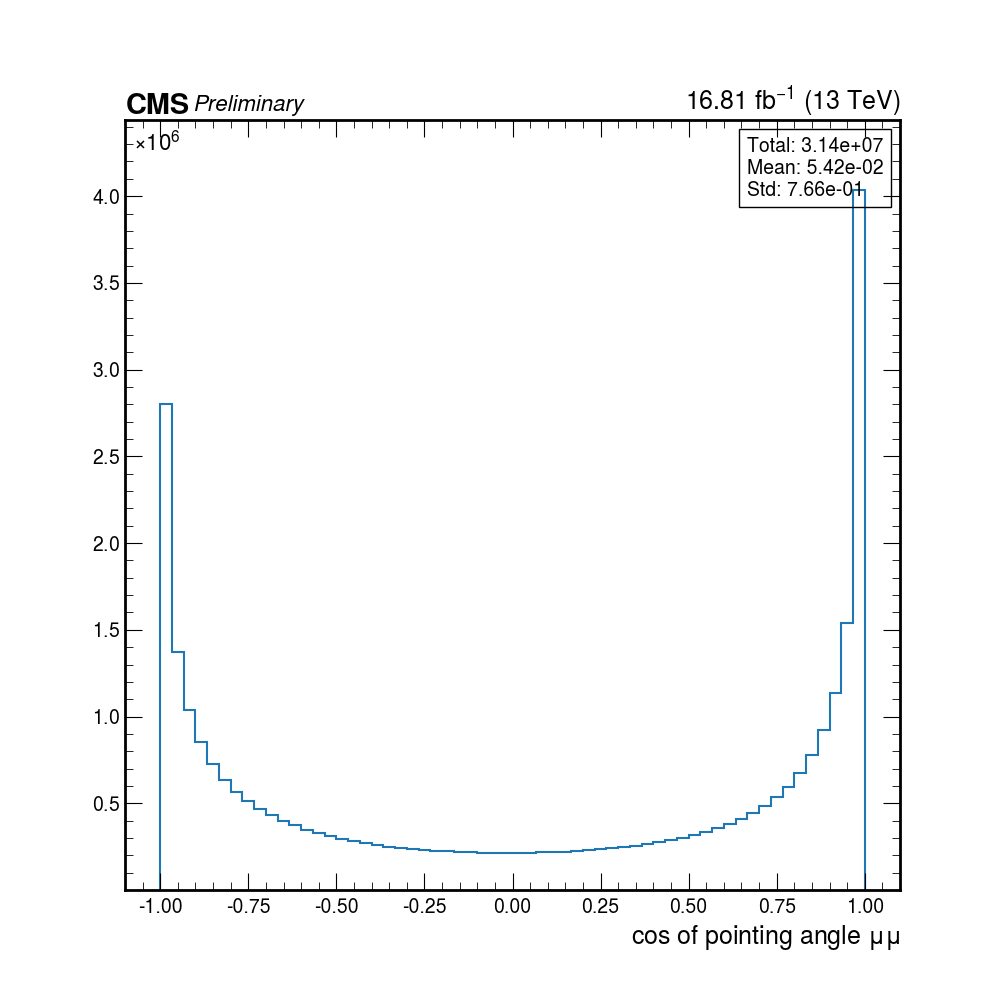 CMS Preliminary 16.81 fb⁻¹ (13 TeV)
×10⁶
Total: 3.14e+07
Mean: 5.42e-02
Std: 7.66e-01
4.0
3.5
3.0
2.5
2.0
1.5
1.0
0.5
-1.00 -0.75 -0.50 -0.25 0.00 0.25 0.50 0.75 1.00
cos of pointing angle μμ